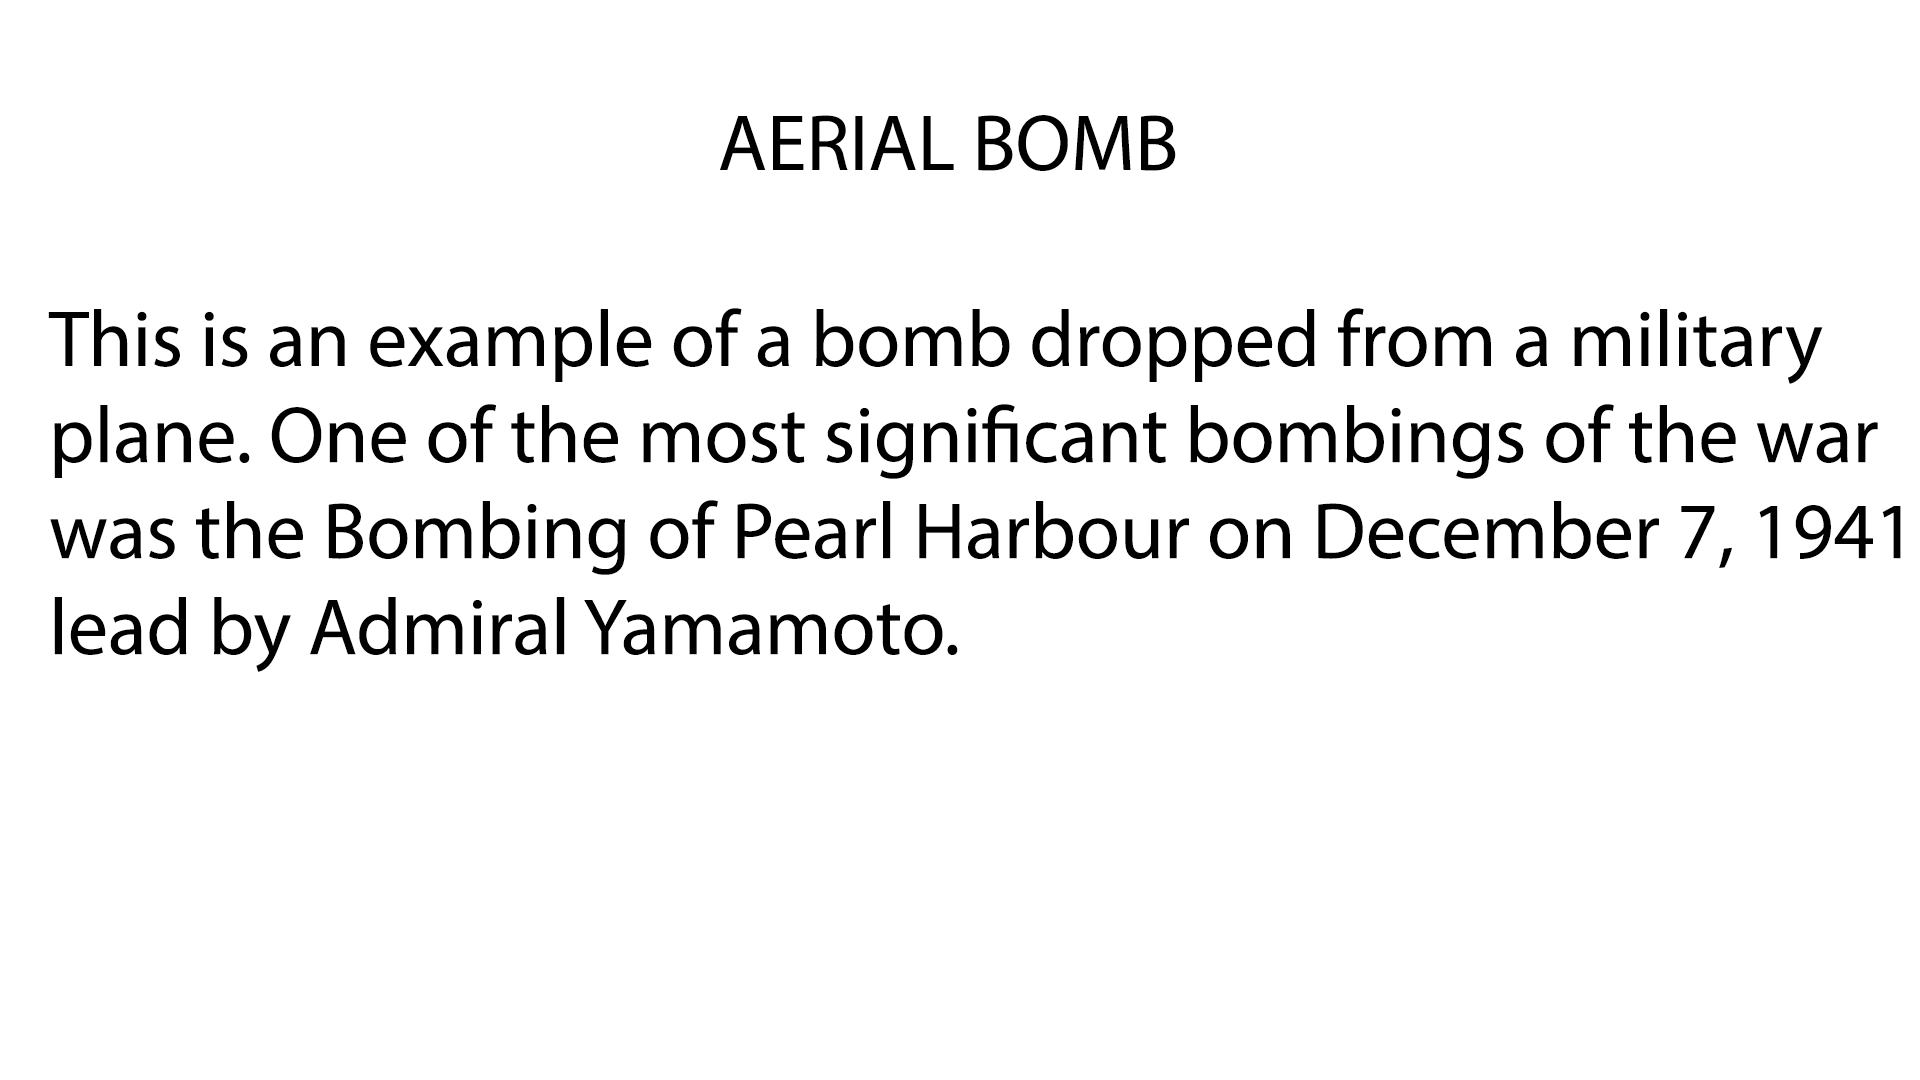 AERIAL BOMB
This is an example of a bomb dropped from a military
plane. One of the most significant bombings of the war
was the Bombing of Pearl Harbour on December 7, 1941
lead by Admiral Yamamoto.